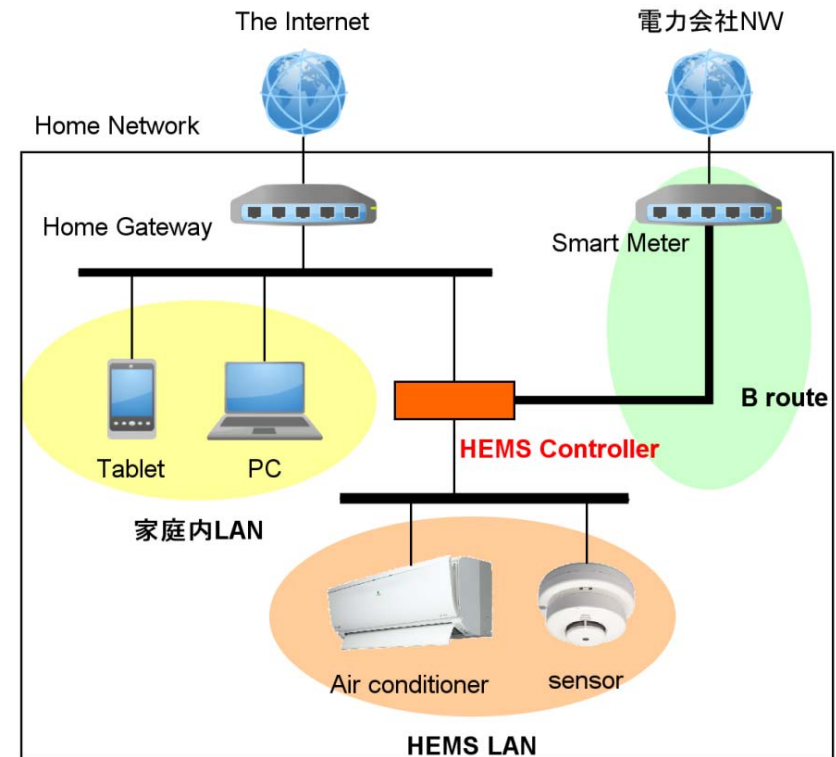 The Internet
電力会社NW
Home Network
Home Gateway
Smart Meter
B route
HEMS Controller
Tablet
PC
家庭内LAN
Air conditioner
sensor
HEMS LAN